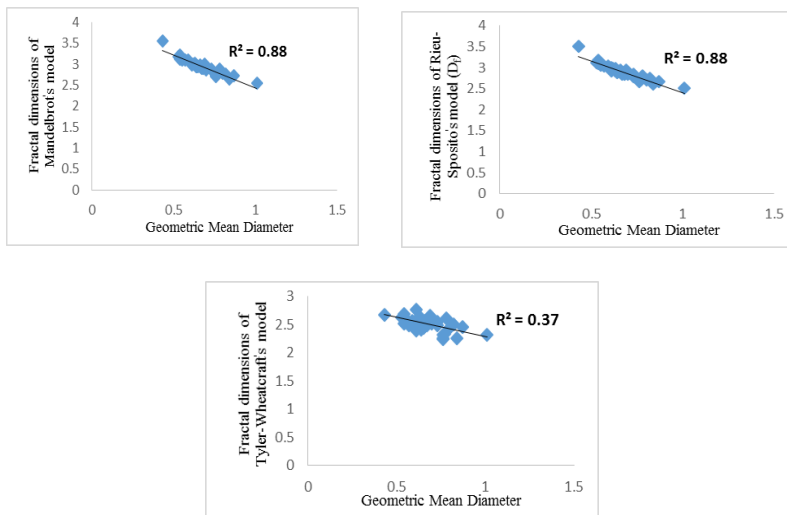 Fractal dimensions of
Mandelbrot's model
4
3.5
3
2.5
2
1.5
1
0.5
0
R² = 0.88
0 0.5 1 1.5
Geometric Mean Diameter
Fractal dimensions of Rieu-
Sposito's model (Df)
4
3.5
3
2.5
2
1.5
1
0.5
0
R² = 0.88
0 0.5 1 1.5
Geometric Mean Diameter
Fractal dimensions of
Tyler-Wheatcraft's model
3
2.5
2
1.5
1
0.5
0
R² = 0.37
0 0.5 1 1.5
Geometric Mean Diameter